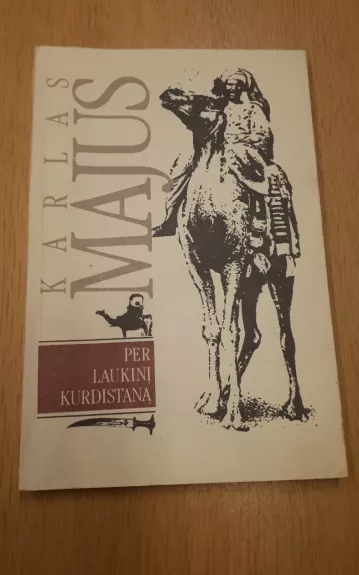 KARLAS
MAJUS
PER
LAUKINĮ
KURDISTANĄ